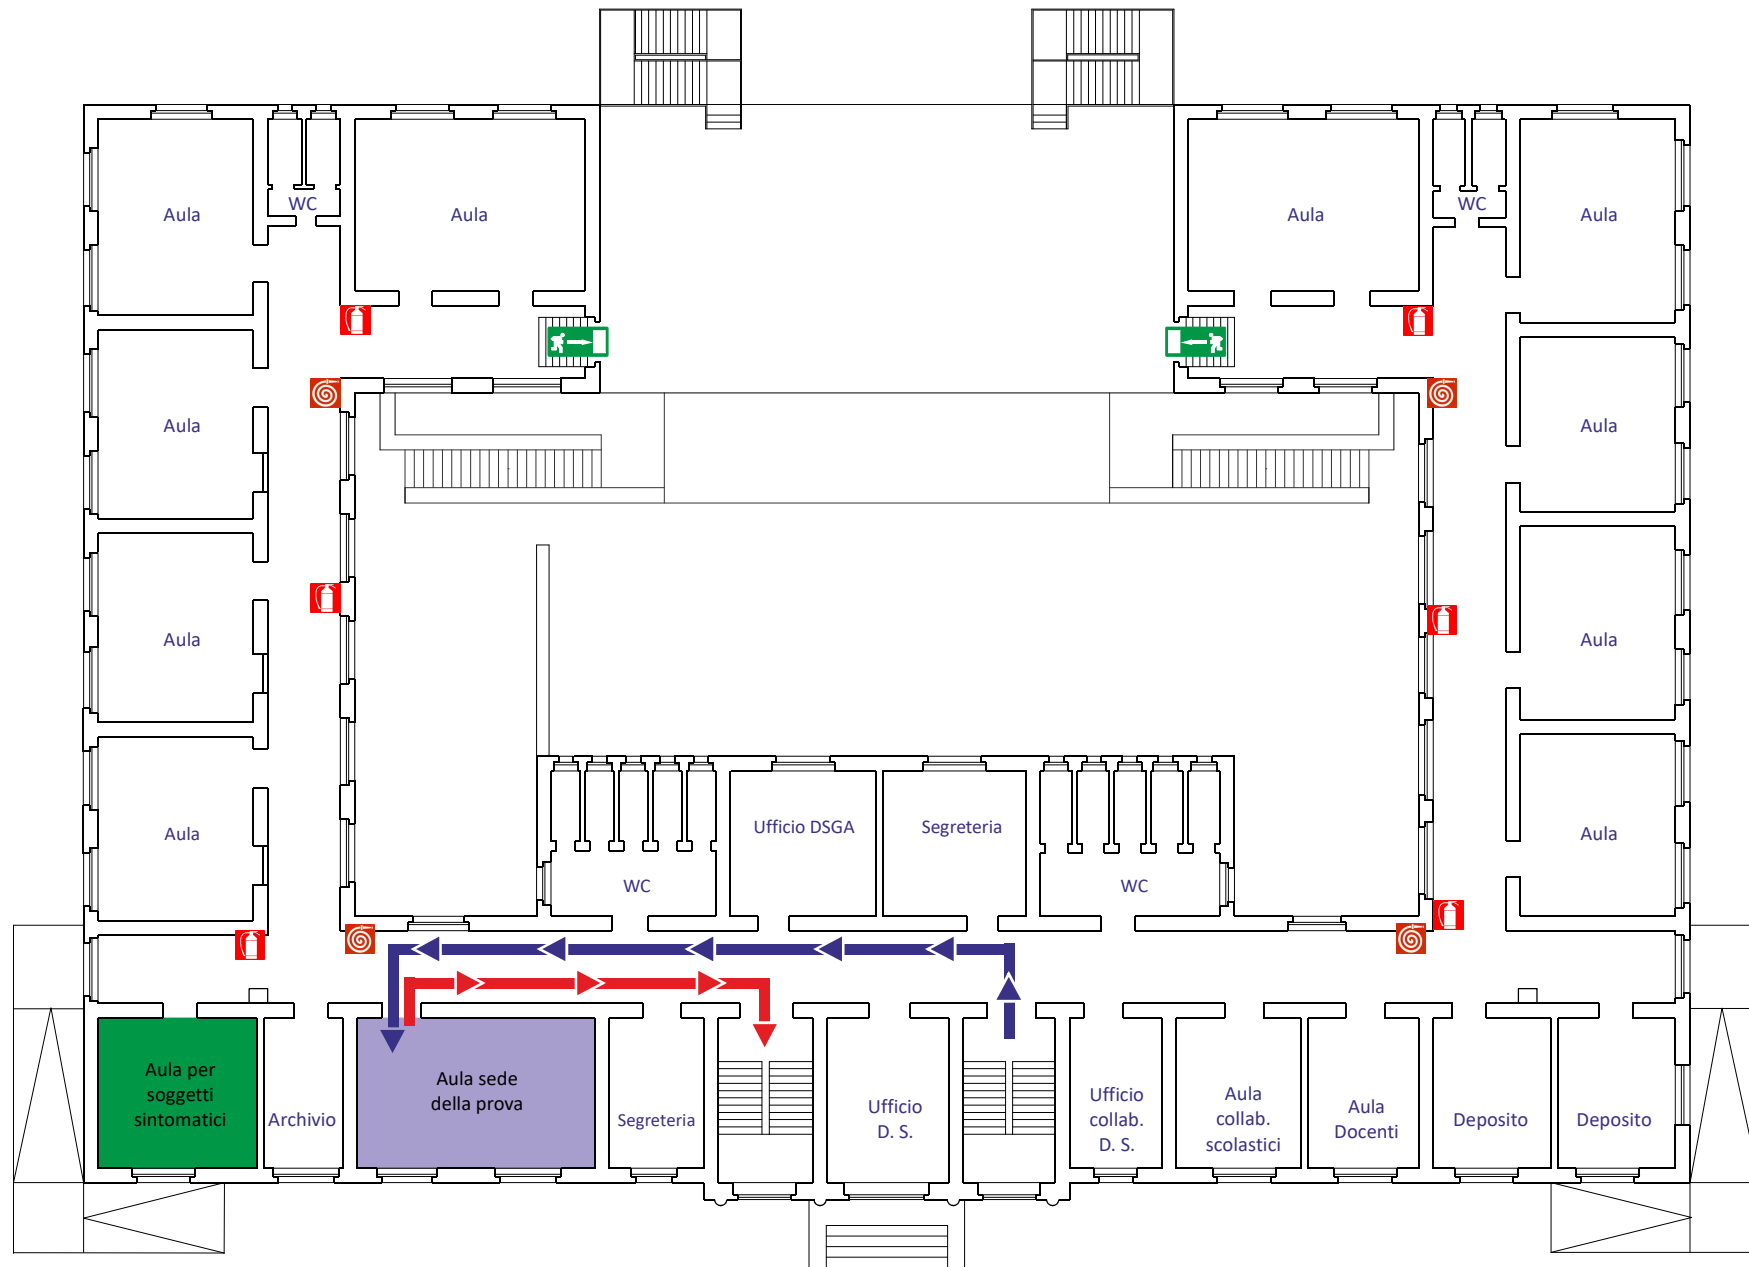 Aula
WC
Aula
Aula
WC
Aula
Aula
Aula
Aula
Aula
Aula
Ufficio DSGA
Segreteria
Aula
WC
WC
Aula per
soggetti
sintomatici
Archivio
Aula sede
della prova
Segreteria
Ufficio
D. S.
Ufficio
collab.
D. S.
Aula
collab.
scolastici
Aula
Docenti
Deposito
Deposito